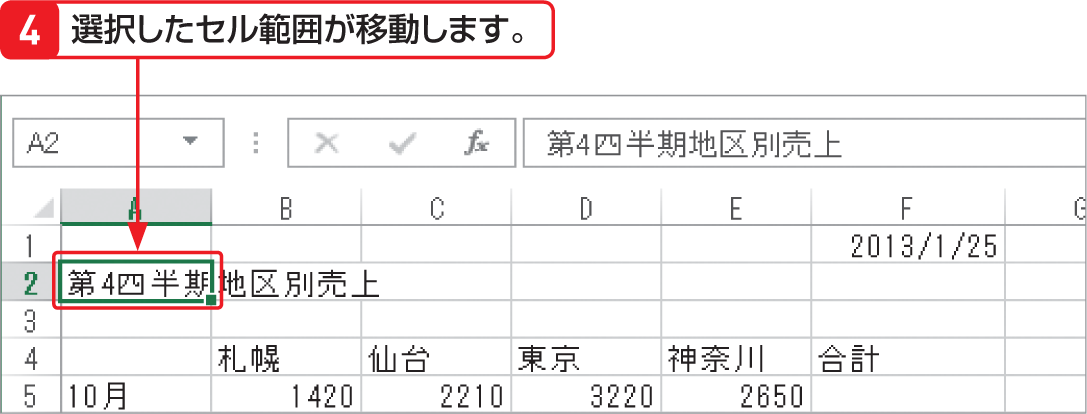 4 選択したセル範囲が移動します。
A2 fx 第4四半期地区別売上
A B C D E F G
1 2013/1/25
2 第4四半期地区別売上
3
4 札幌 仙台 東京 神奈川 合計
5 10月 1420 2210 3220 2650